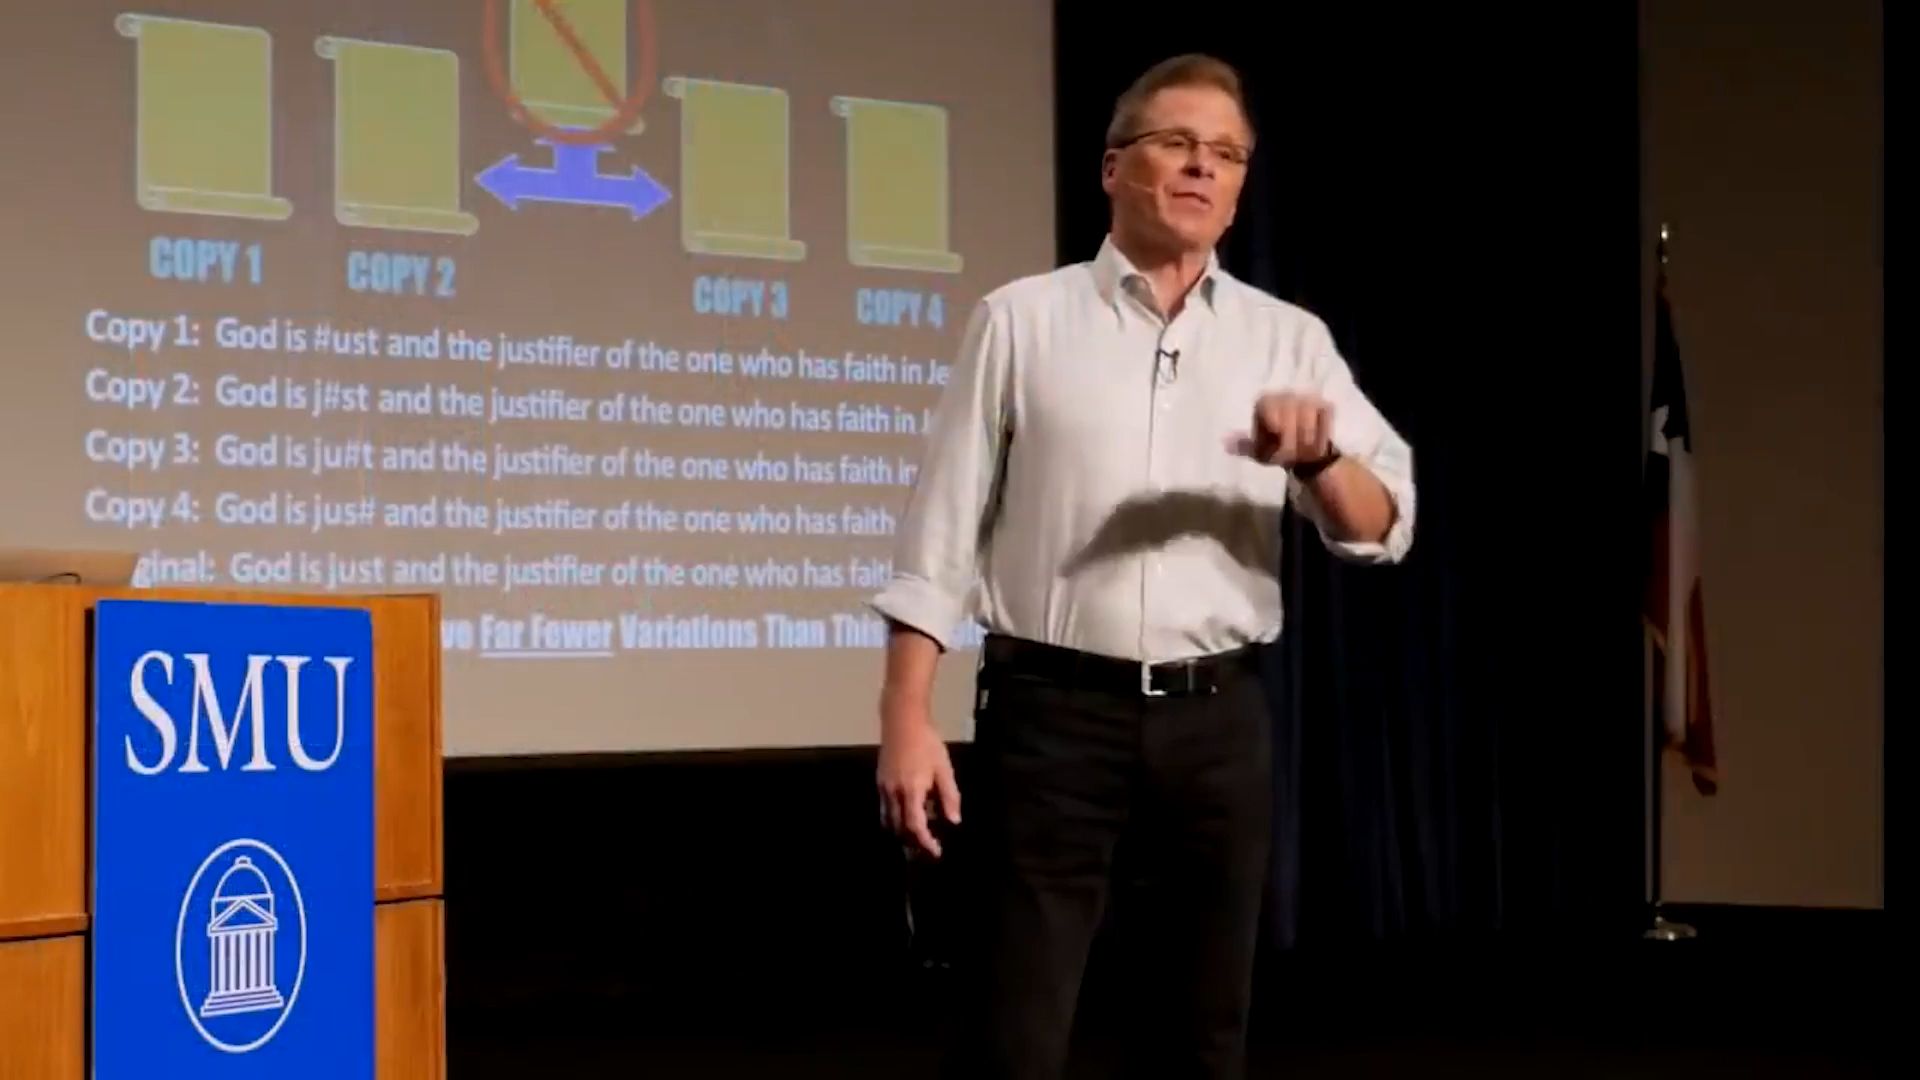 COPY 1 COPY 2 COPY 3 COPY 4
Copy 1: God is #ust and the justifier of the one who has faith in Je
Copy 2: God is j#st and the justifier of the one who has faith in J
Copy 3: God is ju#t and the justifier of the one who has faith in
Copy 4: God is jus# and the justifier of the one who has faith
ginal: God is just and the justifier of the one who has fait
ve Far Fewer Variations Than This
SMU